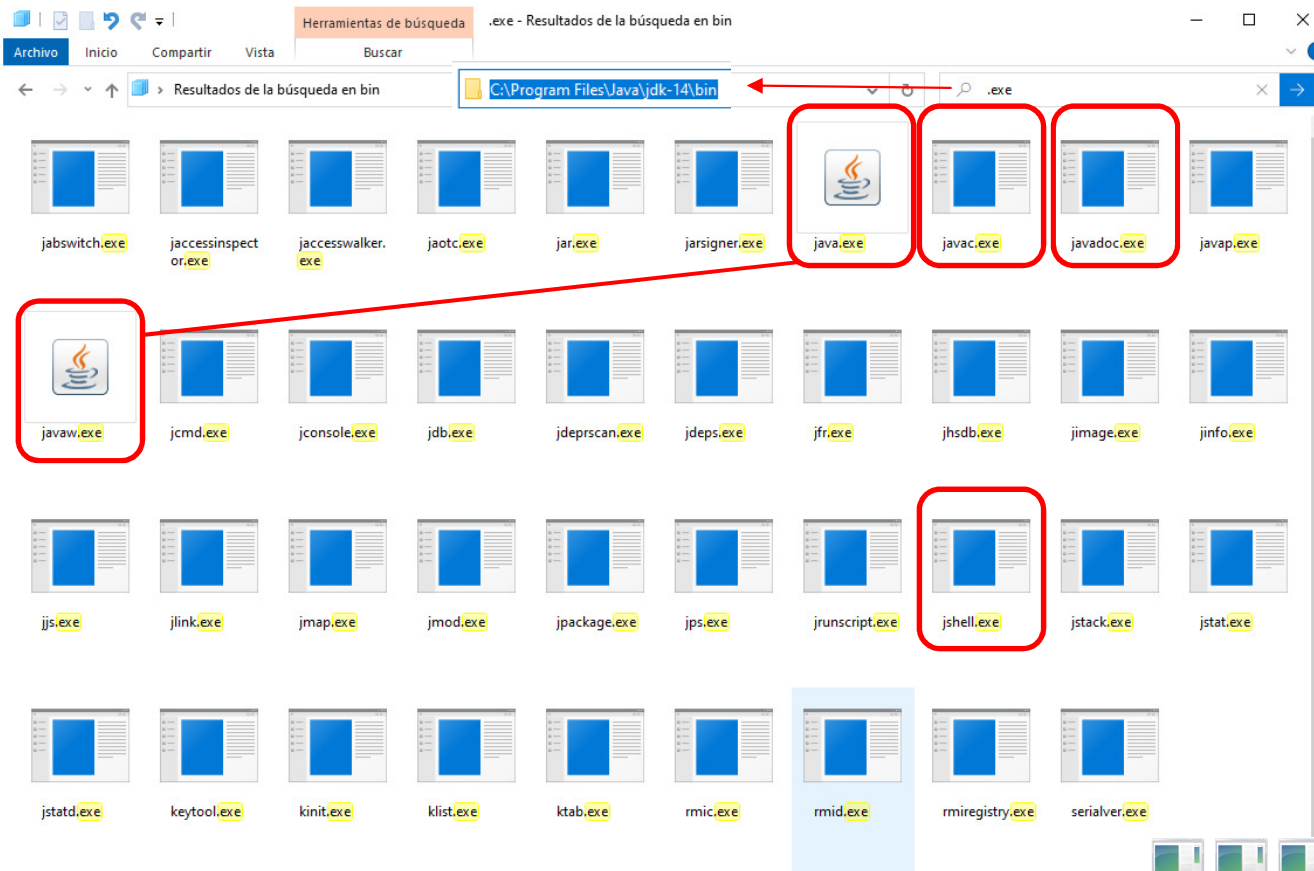 Herramientas de búsqueda
.exe - Resultados de la búsqueda en bin
Archivo
Inicio
Compartir
Vista
Buscar
Resultados de la búsqueda en bin
C:\Program Files\Java\jdk-14\bin
.exe
jabswitch.exe
jaccessinspect
or.exe
jaccesswalker.
exe
jaotc.exe
jar.exe
jarsigner.exe
java.exe
javac.exe
javadoc.exe
javap.exe
javaw.exe
jcmd.exe
jconsole.exe
jdb.exe
jdeprscan.exe
jdeps.exe
jfr.exe
jhsdb.exe
jimage.exe
jinfo.exe
jjs.exe
jlink.exe
jmap.exe
jmod.exe
jpackage.exe
jps.exe
jrunscript.exe
jshell.exe
jstack.exe
jstat.exe
jstatd.exe
keytool.exe
kinit.exe
klist.exe
ktab.exe
rmic.exe
rmid.exe
rmiregistry.exe
serialver.exe